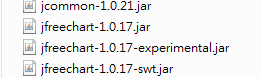 jcommon-1.0.21.jar
jfreechart-1.0.17.jar
jfreechart-1.0.17-experimental.jar
jfreechart-1.0.17-swt.jar